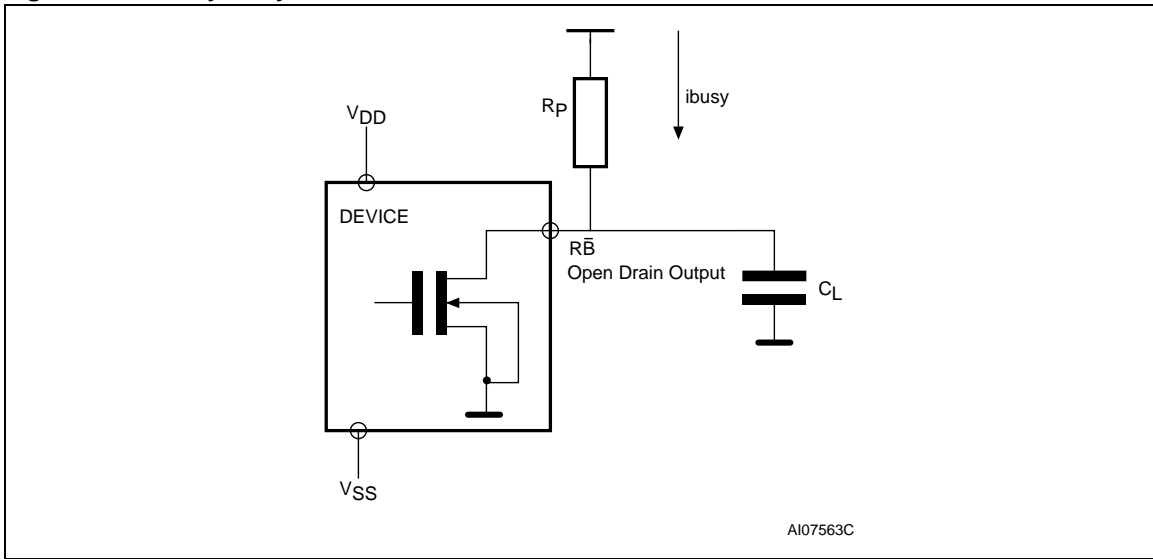 RP
ibusy
VDD
DEVICE
RB̅
Open Drain Output
CL
VSS
AI07563C